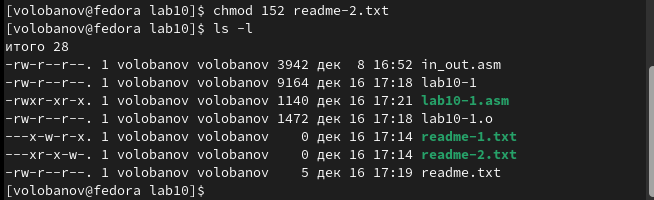 [volobanov@fedora lab10]$ chmod 152 readme-2.txt
[volobanov@fedora lab10]$ ls -l
итого 28
-rw-r--r--. 1 volobanov volobanov 3942 дек  8 16:52 in_out.asm
-rw-r--r--. 1 volobanov volobanov 9164 дек 16 17:18 lab10-1
-rwxr-xr-x. 1 volobanov volobanov 1140 дек 16 17:21 lab10-1.asm
-rw-r--r--. 1 volobanov volobanov 1472 дек 16 17:18 lab10-1.o
---x-w-r-x. 1 volobanov volobanov    0 дек 16 17:14 readme-1.txt
---xr-x-w-. 1 volobanov volobanov    0 дек 16 17:14 readme-2.txt
-rw-r--r--. 1 volobanov volobanov    5 дек 16 17:19 readme.txt
[volobanov@fedora lab10]$